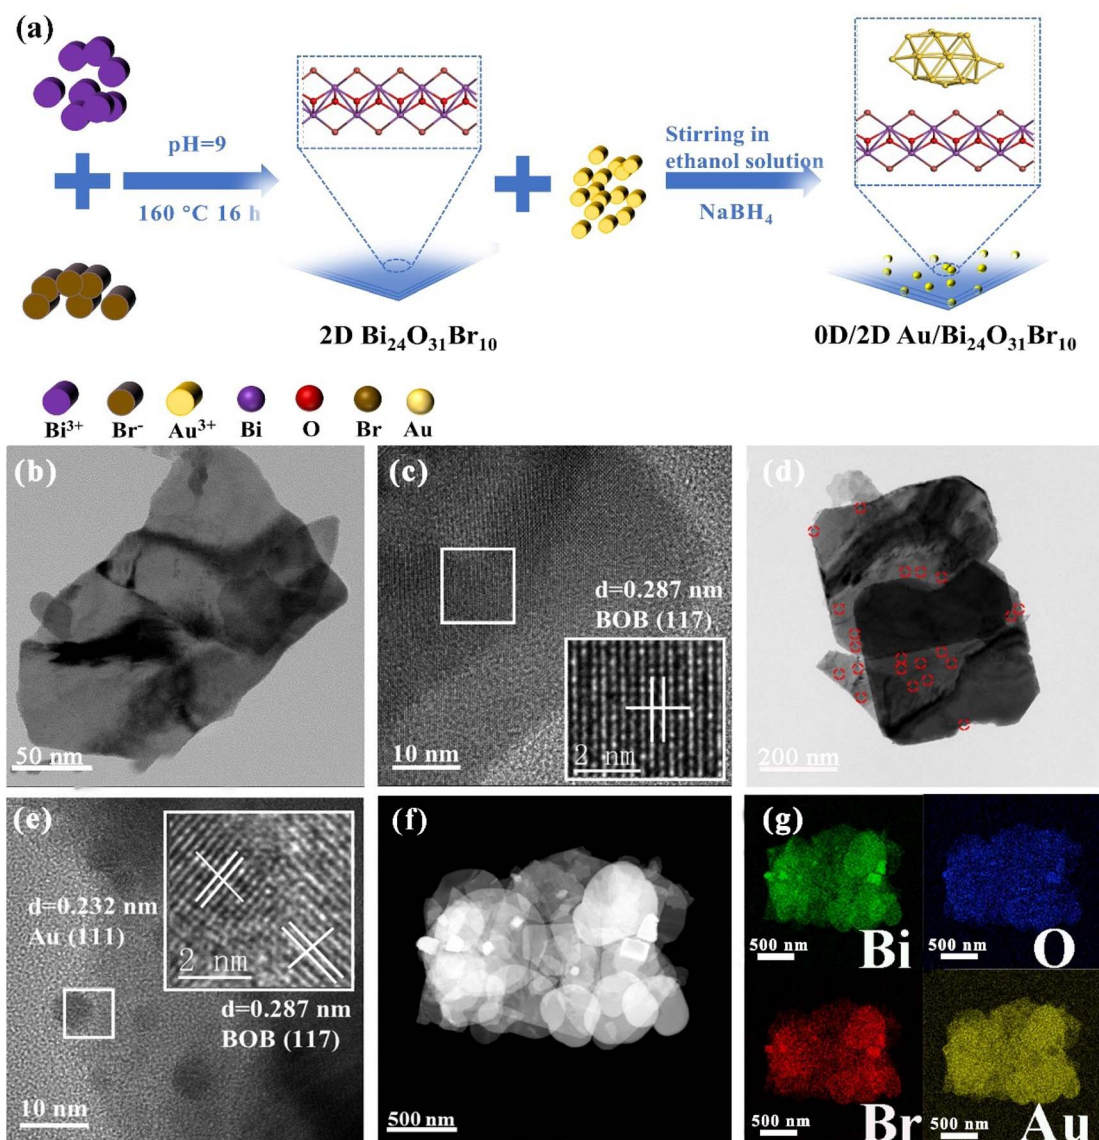 (a)
pH=9
160 °C 16 h
2D Bi₂₄O₃₁Br₁₀
Stirring in
ethanol solution
NaBH₄
0D/2D Au/Bi₂₄O₃₁Br₁₀
Bi³⁺ Br⁻ Au³⁺ Bi O Br Au
(b)
50 nm
(c)
d=0.287 nm
BOB (117)
10 nm
2 nm
(d)
200 nm
(e)
d=0.232 nm
Au (111)
2 nm
d=0.287 nm
BOB (117)
10 nm
(f)
500 nm
(g)
500 nm
Bi
500 nm
O
500 nm
Br
500 nm
Au